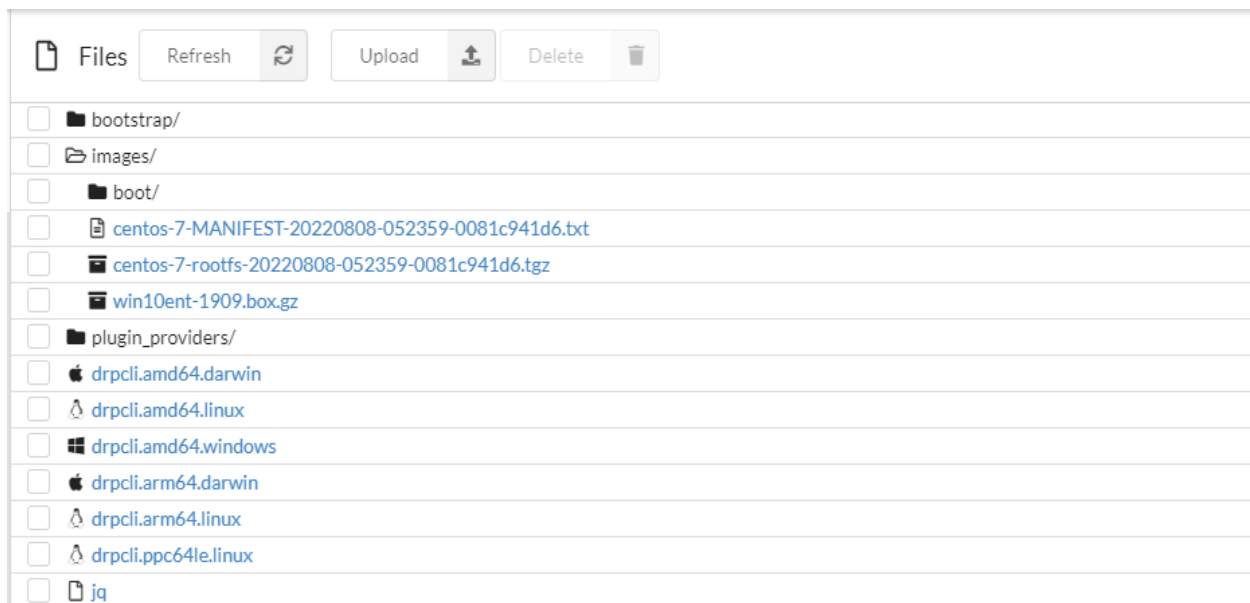 Files Refresh Upload Delete
bootstrap/
images/
boot/
centos-7-MANIFEST-20220808-052359-0081c941d6.txt
centos-7-rootfs-20220808-052359-0081c941d6.tgz
win10ent-1909.box.gz
plugin_providers/
drpcli.amd64.darwin
drpcli.amd64.linux
drpcli.amd64.windows
drpcli.arm64.darwin
drpcli.arm64.linux
drpcli.ppc64le.linux
jq